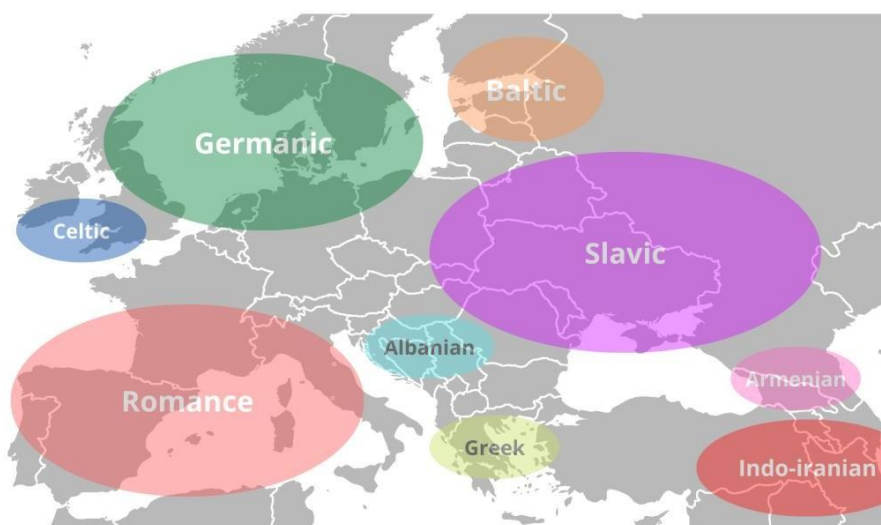 Baltic
Germanic
Celtic
Slavic
Albanian
Armenian
Romance
Greek
Indo-iranian